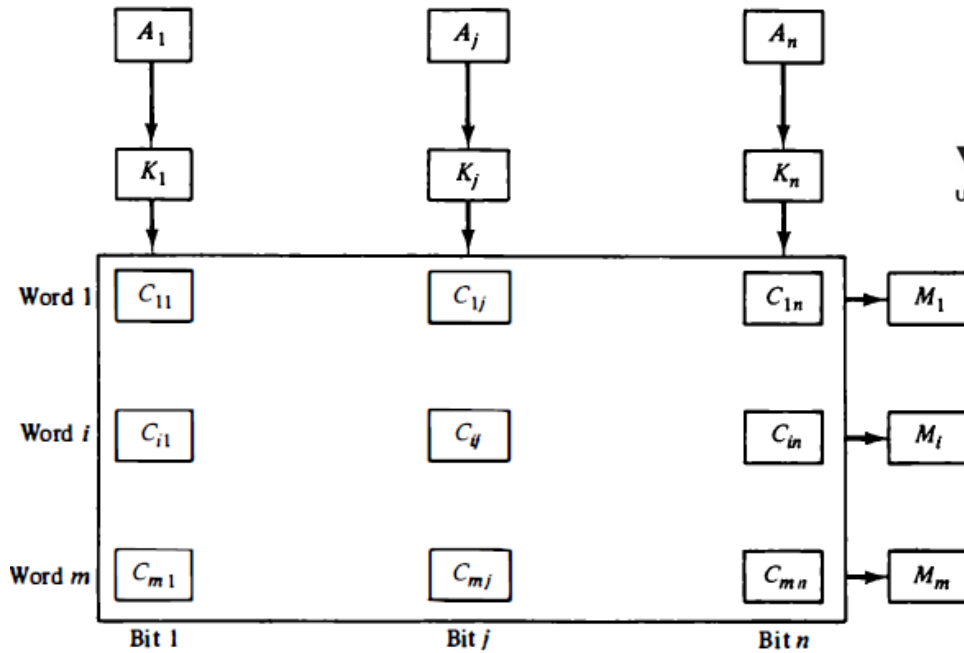 A₁ Aⱼ Aₙ
K₁ Kⱼ Kₙ
u
Word 1 C₁₁ C₁ⱼ C₁ₙ M₁
Word i Cᵢ₁ Cᵢⱼ Cᵢₙ Mᵢ
Word m Cₘ₁ Cₘⱼ Cₘₙ Mₘ
Bit 1 Bit j Bit n